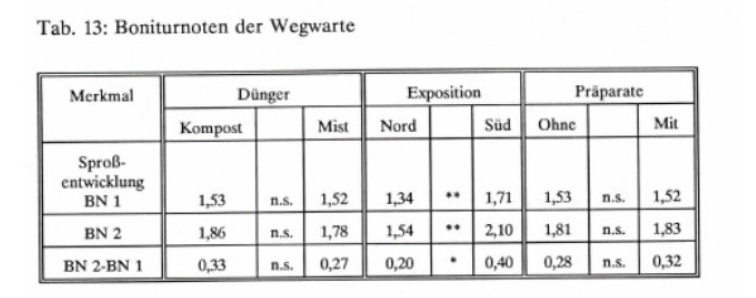 Tab. 13: Boniturnoten der Wegwarte
Merkmal Dünger Exposition Präparate
Kompost Mist Nord Süd Ohne Mit
Sproß-
entwicklung
BN 1 1,53 n.s. 1,52 1,34 ** 1,71 1,53 n.s. 1,52
BN 2 1,86 n.s. 1,78 1,54 ** 2,10 1,81 n.s. 1,83
BN 2-BN 1 0,33 n.s. 0,27 0,20 * 0,40 0,28 n.s. 0,32